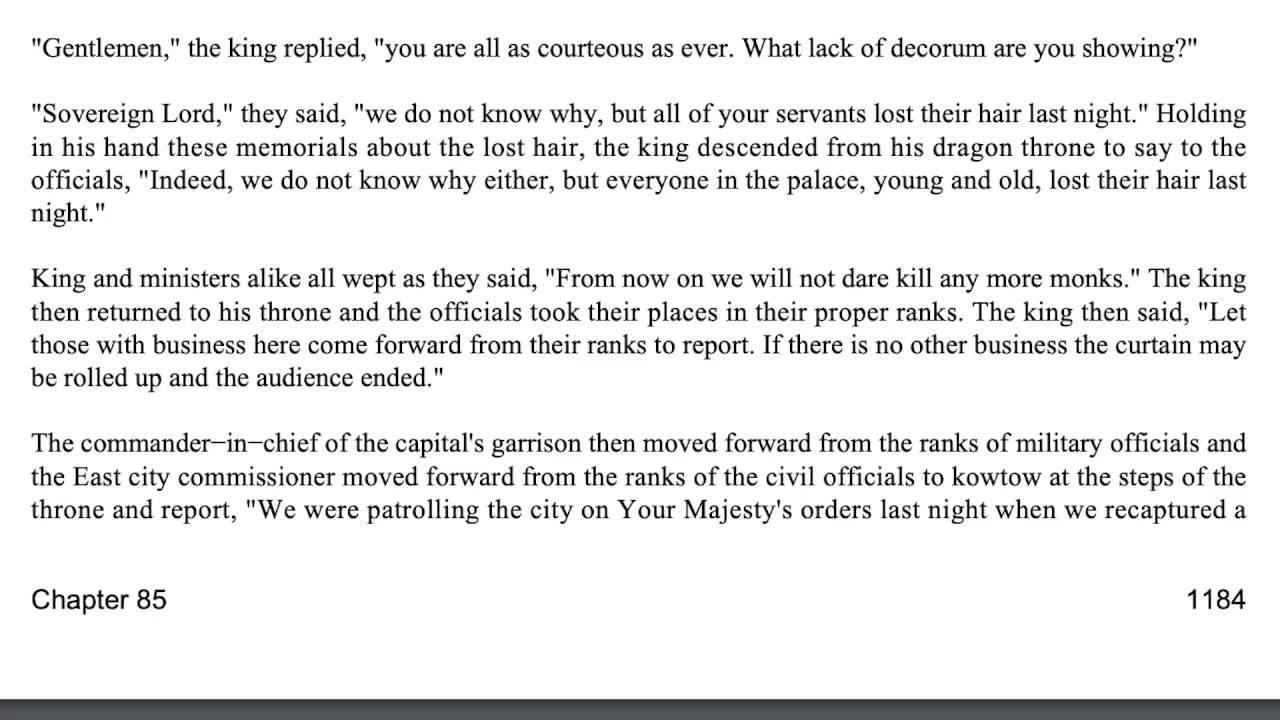 "Gentlemen," the king replied, "you are all as courteous as ever. What lack of decorum are you showing?"
"Sovereign Lord," they said, "we do not know why, but all of your servants lost their hair last night." Holding
in his hand these memorials about the lost hair, the king descended from his dragon throne to say to the
officials, "Indeed, we do not know why either, but everyone in the palace, young and old, lost their hair last
night."
King and ministers alike all wept as they said, "From now on we will not dare kill any more monks." The king
then returned to his throne and the officials took their places in their proper ranks. The king then said, "Let
those with business here come forward from their ranks to report. If there is no other business the curtain may
be rolled up and the audience ended."
The commander−in−chief of the capital's garrison then moved forward from the ranks of military officials and
the East city commissioner moved forward from the ranks of the civil officials to kowtow at the steps of the
throne and report, "We were patrolling the city on Your Majesty's orders last night when we recaptured a
Chapter 85
1184